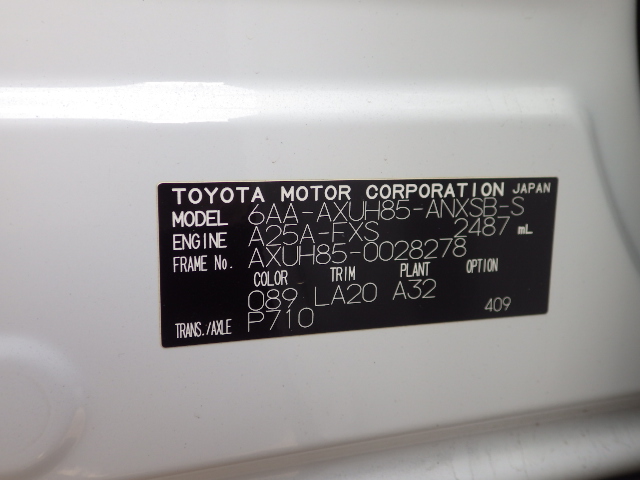 TOYOTA MOTOR CORPORATION JAPAN
MODEL 6AA-AXUH85-ANXSB-S
ENGINE A25A-FXS 2487 mL
FRAME No. AXUH85-0028278
COLOR TRIM PLANT OPTION
089 LA20 A32
TRANS./AXLE P710 409